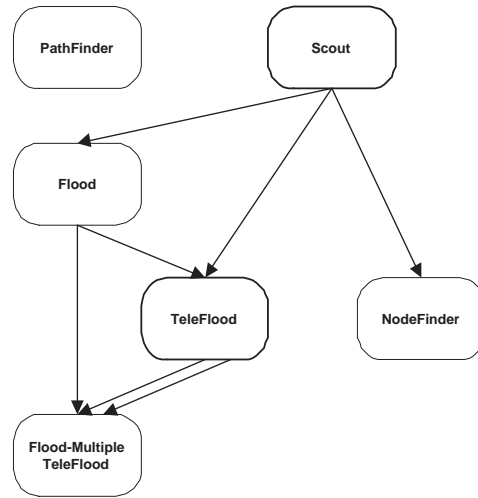 PathFinder
Scout
Flood
TeleFlood
NodeFinder
Flood-Multiple
TeleFlood